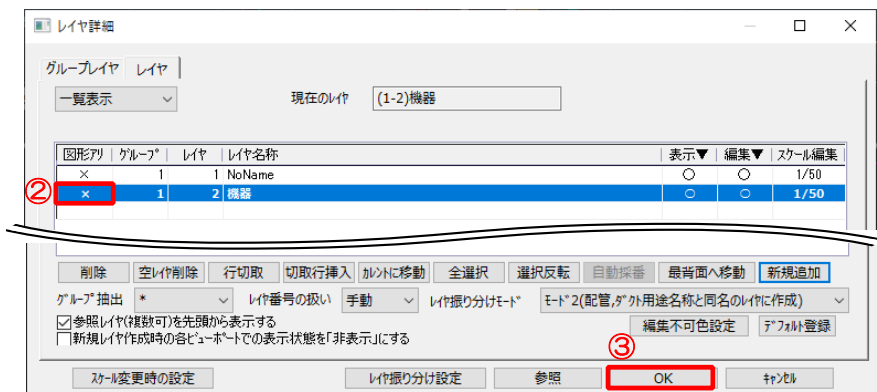 レイヤ詳細
グループレイヤ レイヤ
一覧表示 現在のレイヤ (1-2)機器
図形アリ グループ レイヤ レイヤ名称 表示▼ 編集▼ スケール編集
× 1 1 NoName ○ ○ 1/50
② × 1 2 機器 ○ ○ 1/50
削除 空レイヤ削除 行切取 切取行挿入 カレントに移動 全選択 選択反転 自動採番 最背面へ移動 新規追加
グループ抽出 * レイヤ番号の扱い 手動 レイヤ振り分けモード モード2(配管,ダクト用途名称と同名のレイヤに作成)
参照レイヤ(複数可)を先頭から表示する 編集不可色設定 デフォルト登録
新規レイヤ作成時の各ビューポートでの表示状態を「非表示」にする
③
スケール変更時の設定 レイヤ振り分け設定 参照 OK キャンセル